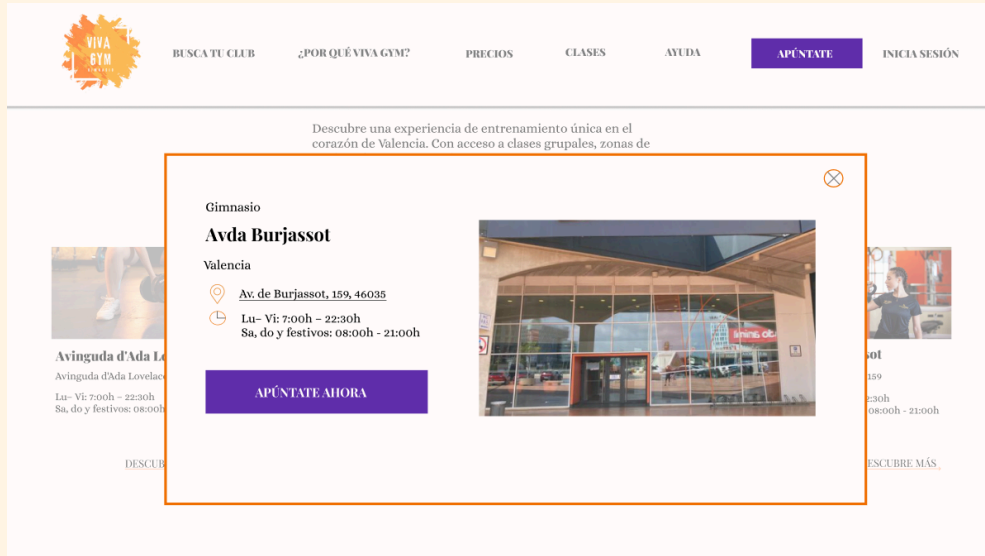 VIVA
GYM
BUSCA TU CLUB
¿POR QUÉ VIVA GYM?
PRECIOS
CLASES
AYUDA
APÚNTATE
INICIA SESIÓN
Descubre una experiencia de entrenamiento única en el
corazón de Valencia. Con acceso a clases grupales, zonas de
Gimnasio
Avda Burjassot
Valencia
Av. de Burjassot, 159, 46035
Lu– Vi: 7:00h – 22:30h
Sa, do y festivos: 08:00h - 21:00h
APÚNTATE AHORA
Avinguda d'Ada Lo
Avinguda d'Ada Lovelace
Lu– Vi: 7:00h – 22:30h
Sa, do y festivos: 08:00h
DESCUB
sot
159
2:30h
08:00h - 21:00h
ESCUBRE MÁS